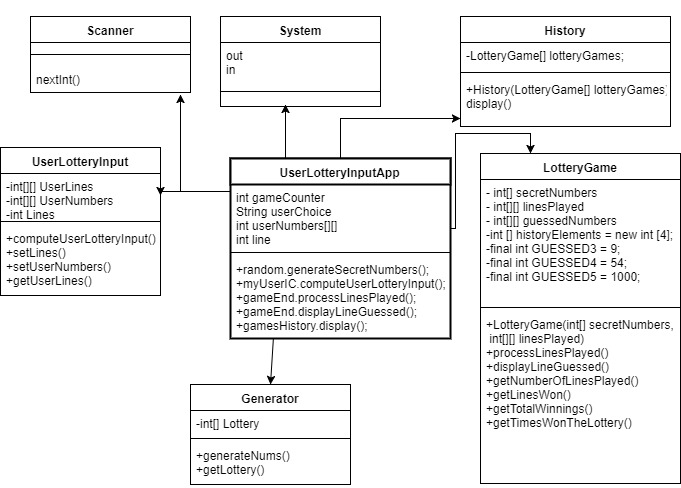 Scanner
nextInt()
System
out
in
History
-LotteryGame[] lotteryGames;
+History(LotteryGame[] lotteryGames)
display()
UserLotteryInput
-int[][] UserLines
-int[][] UserNumbers
-int Lines
+computeUserLotteryInput()
+setLines()
+setUserNumbers()
+getUserLines()
UserLotteryInputApp
int gameCounter
String userChoice
int userNumbers[][]
int line
+random.generateSecretNumbers();
+myUserIC.computeUserLotteryInput();
+gameEnd.processLinesPlayed();
+gameEnd.displayLineGuessed();
+gamesHistory.display();
LotteryGame
- int[] secretNumbers
- int[][] linesPlayed
- int[][] guessedNumbers
-int [] historyElements = new int [4];
-final int GUESSED3 = 9;
-final int GUESSED4 = 54;
-final int GUESSED5 = 1000;
+LotteryGame(int[] secretNumbers,
int[][] linesPlayed)
+processLinesPlayed()
+displayLineGuessed()
+getNumberOfLinesPlayed()
+getLinesWon()
+getTotalWinnings()
+getTimesWonTheLottery()
Generator
-int[] Lottery
+generateNums()
+getLottery()